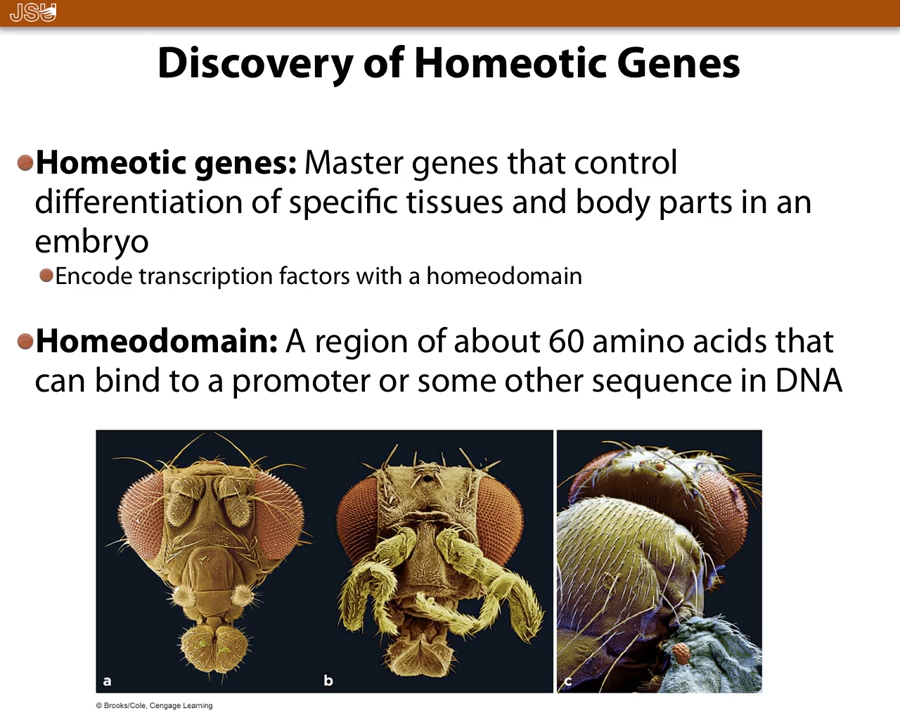 JSU
Discovery of Homeotic Genes
Homeotic genes: Master genes that control
differentiation of specific tissues and body parts in an
embryo
Encode transcription factors with a homeodomain
Homeodomain: A region of about 60 amino acids that
can bind to a promoter or some other sequence in DNA
a b c
© Brooks/Cole, Cengage Learning